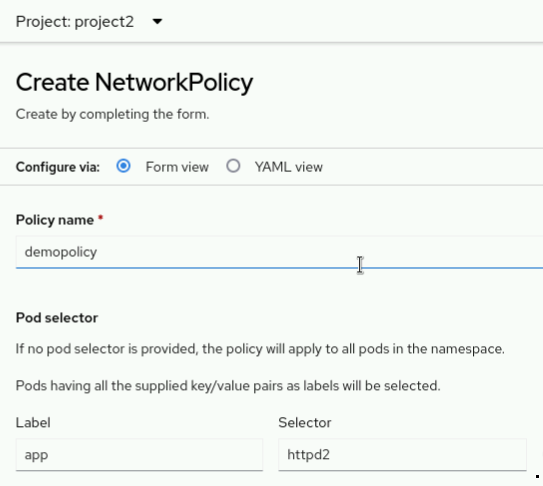 Project: project2
Create NetworkPolicy
Create by completing the form.
Configure via: Form view YAML view
Policy name *
demopolicy
Pod selector
If no pod selector is provided, the policy will apply to all pods in the namespace.
Pods having all the supplied key/value pairs as labels will be selected.
Label Selector
app httpd2